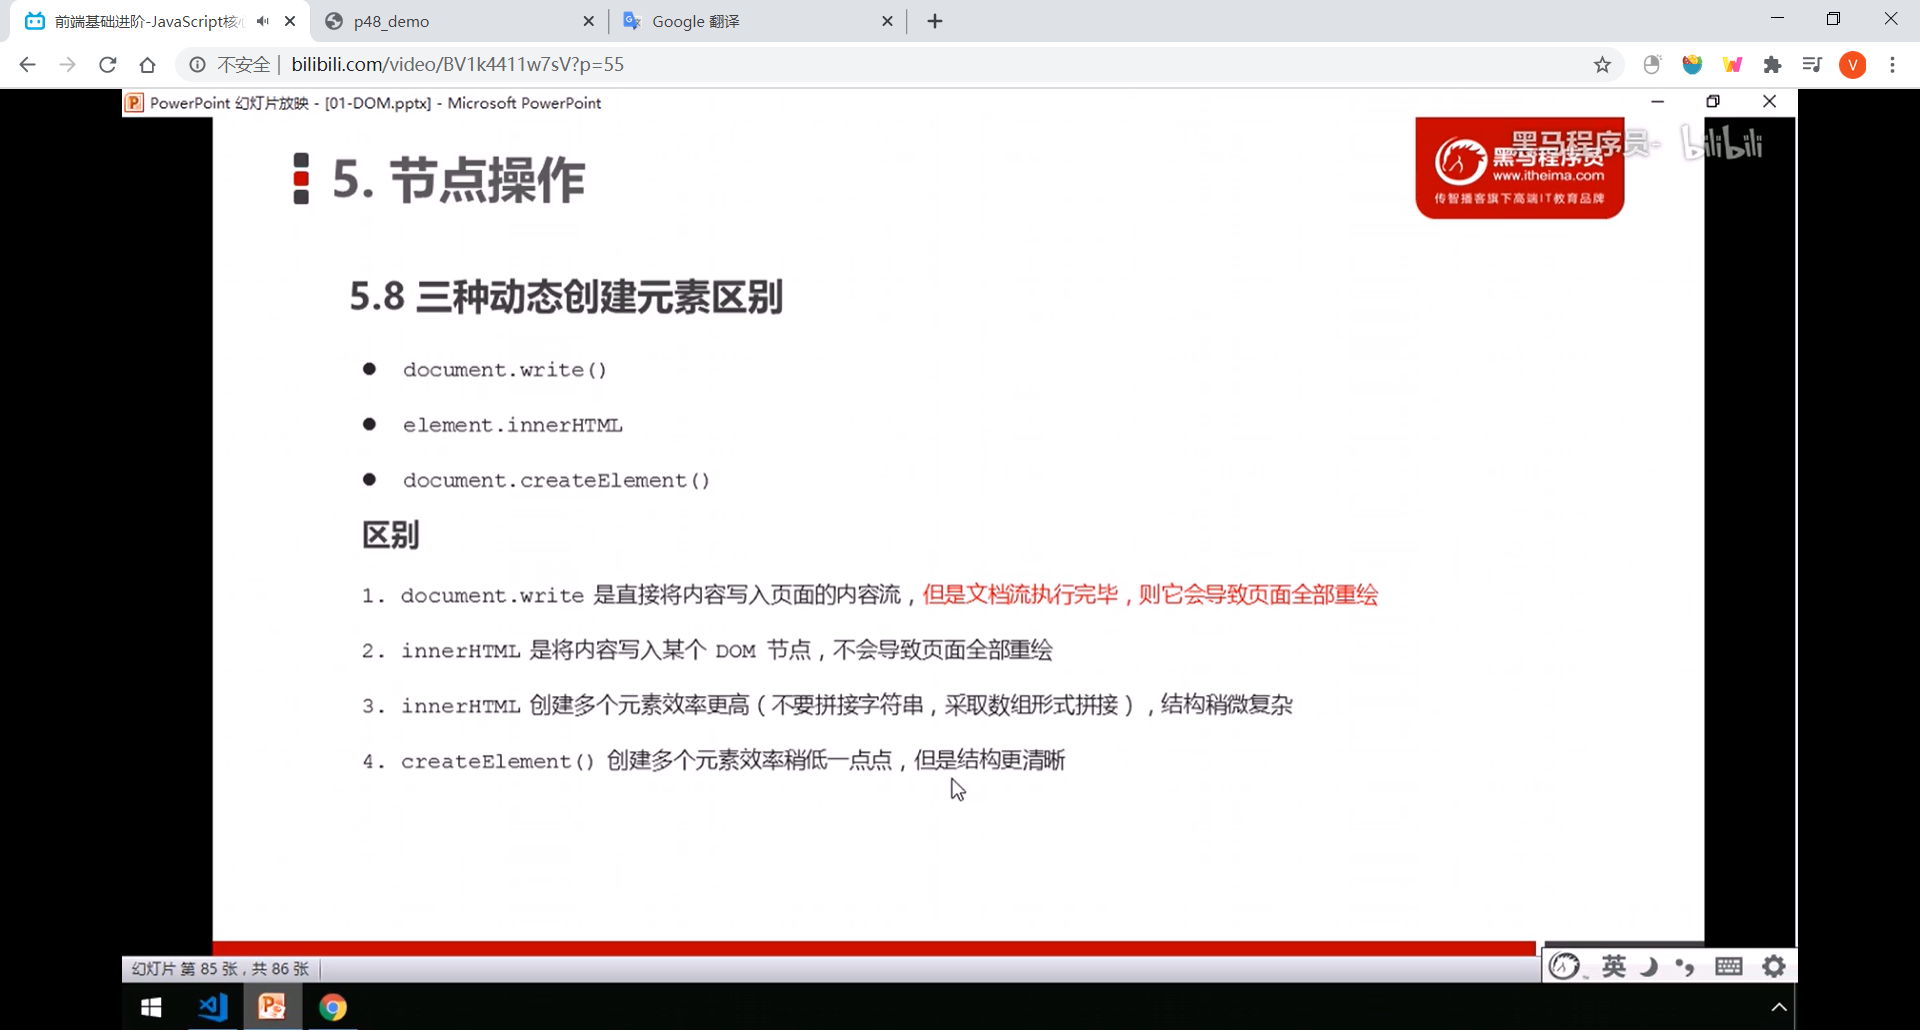 前端基础进阶-JavaScript核
p48_demo
Google 翻译
不安全 | bilibili.com/video/BV1k4411w7sV?p=55
V
PowerPoint 幻灯片放映 - [01-DOM.pptx] - Microsoft PowerPoint
5. 节点操作
黑马程序员- bilibili
黑马程序员
www.itheima.com
传智播客旗下高端IT教育品牌
5.8 三种动态创建元素区别
● document.write()
● element.innerHTML
● document.createElement()
区别
1. document.write 是直接将内容写入页面的内容流，但是文档流执行完毕，则它会导致页面全部重绘
2. innerHTML 是将内容写入某个 DOM 节点，不会导致页面全部重绘
3. innerHTML 创建多个元素效率更高（不要拼接字符串，采取数组形式拼接），结构稍微复杂
4. createElement() 创建多个元素效率稍低一点点，但是结构更清晰
幻灯片 第 85 张，共 86 张
英